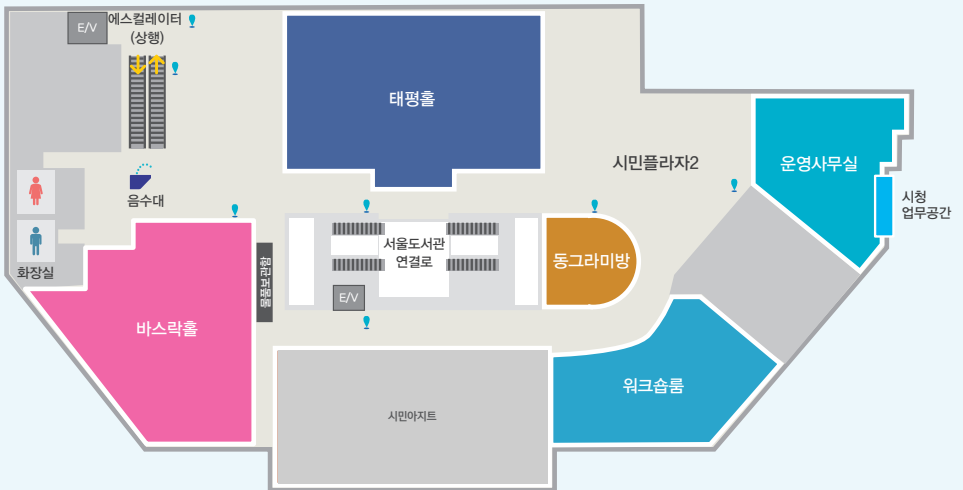 E/V
에스컬레이터
(상행)
태평홀
시민플라자2
운영사무실
시청
업무공간
음수대
화장실
물품보관함
서울도서관
연결로
E/V
동그라미방
바스락홀
시민아지트
워크숍룸